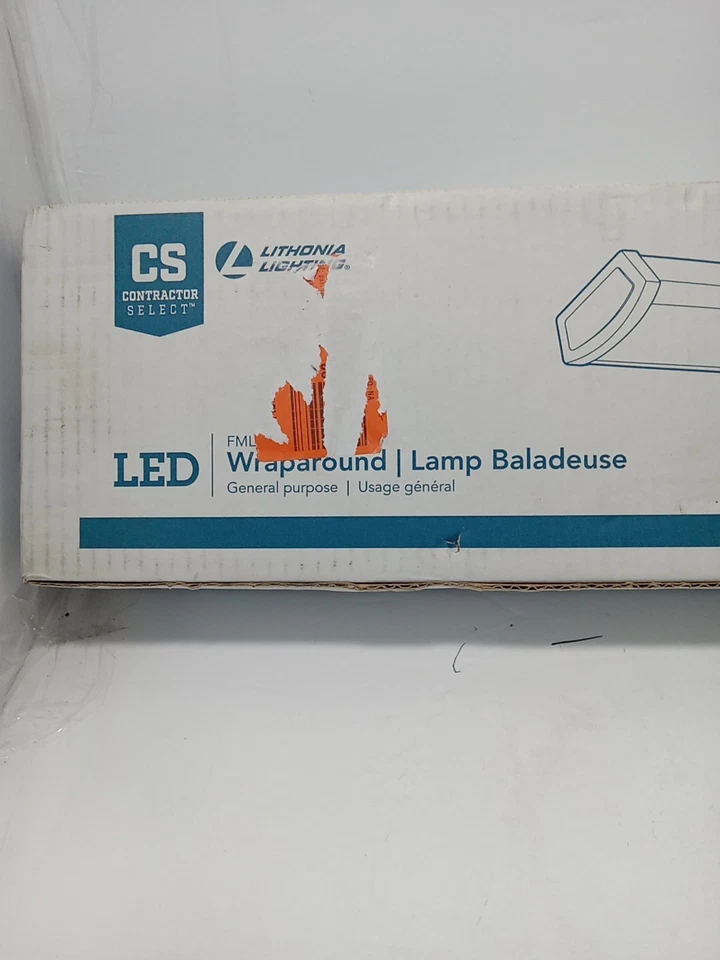 CS
CONTRACTOR
SELECT™
LITHONIA
LIGHTING®
LED
FML
Wraparound | Lamp Baladeuse
General purpose | Usage général